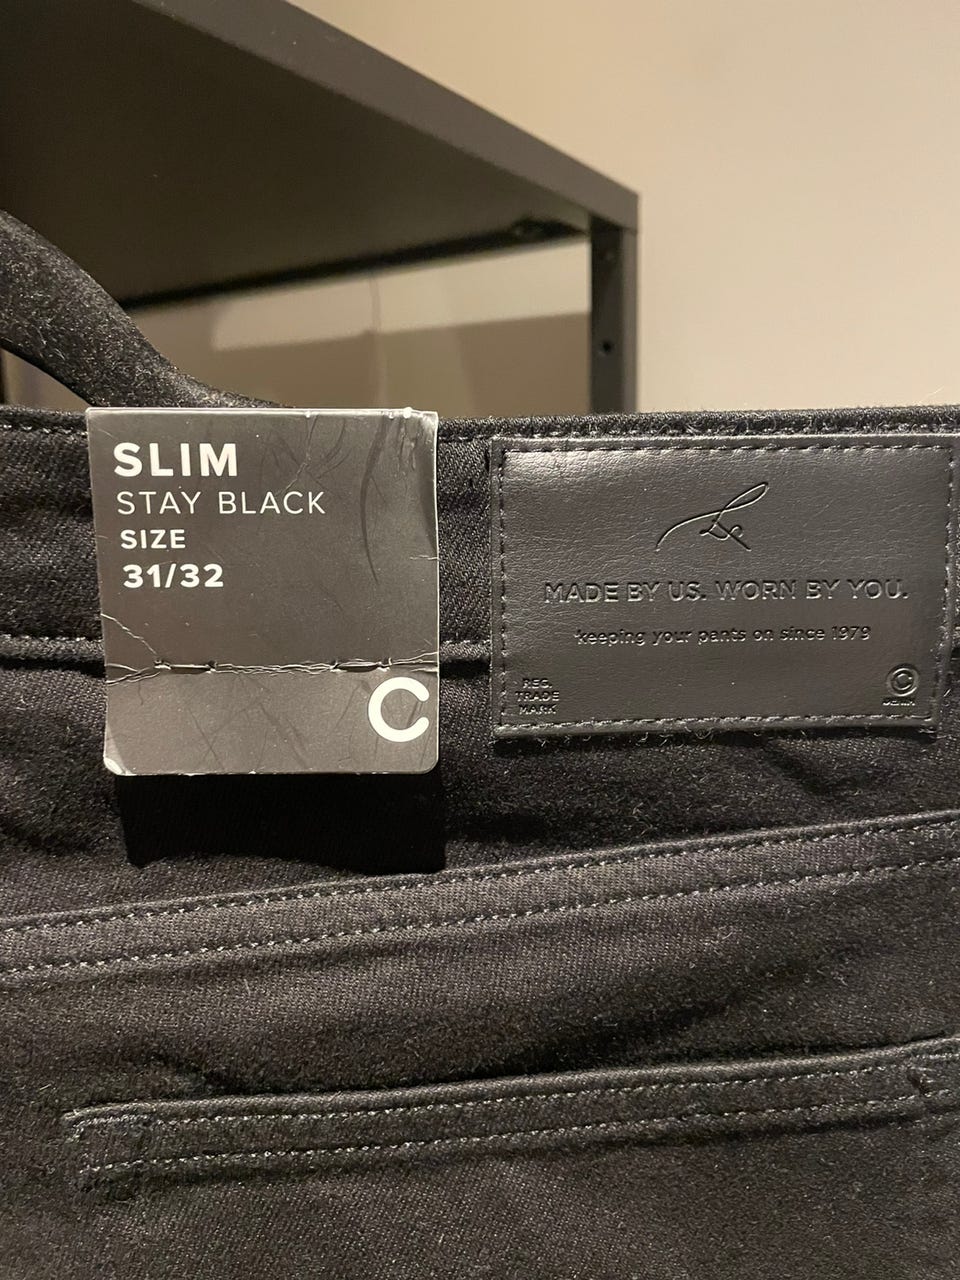 SLIM
STAY BLACK
SIZE
31/32
C
MADE BY US. WORN BY YOU.
keeping your pants on since 1979
REG.
TRADE
MARK
C
DENIM